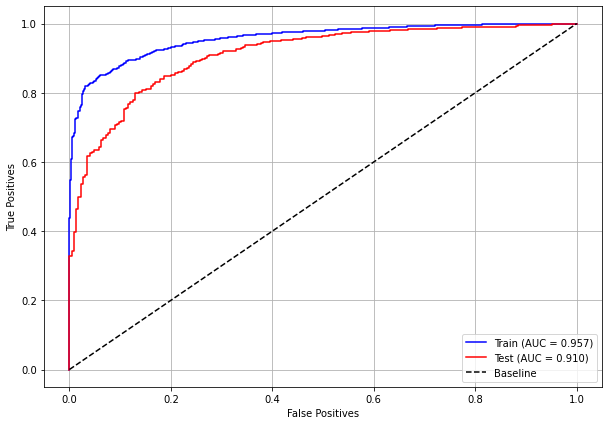 1.0
0.8
0.6
0.4
0.2
0.0
True Positives
0.0 0.2 0.4 0.6 0.8 1.0
False Positives
Train (AUC = 0.957)
Test (AUC = 0.910)
Baseline